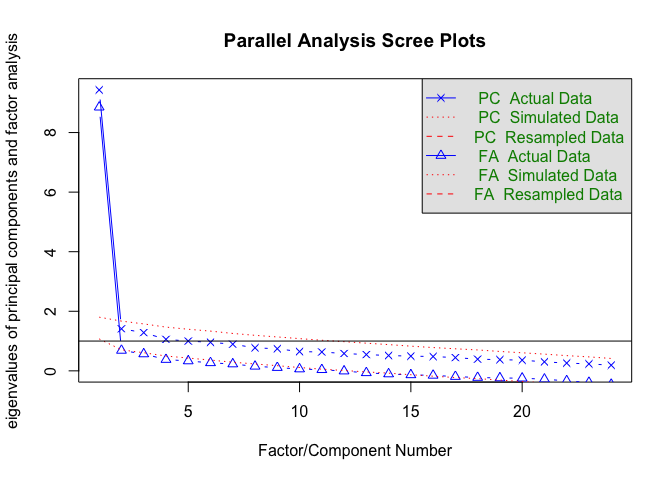 Parallel Analysis Scree Plots
eigenvalues of principal components and factor analysis
8
6
4
2
0
PC Actual Data
PC Simulated Data
PC Resampled Data
FA Actual Data
FA Simulated Data
FA Resampled Data
5 10 15 20
Factor/Component Number